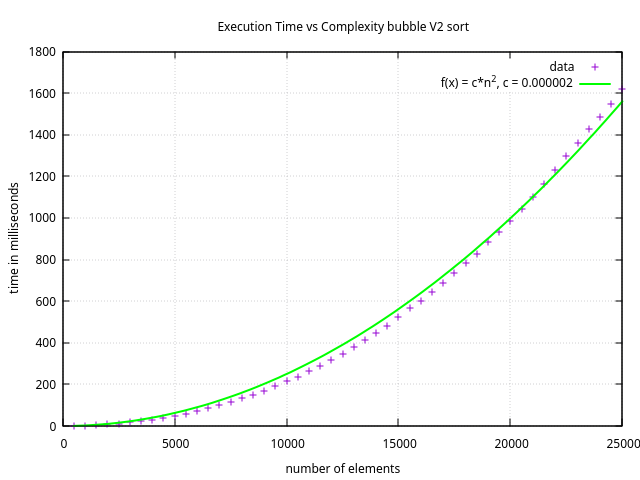 Execution Time vs Complexity bubble V2 sort
1800
1600
1400
1200
1000
800
600
400
200
0
time in milliseconds
data
f(x) = c*n², c = 0.000002
0 5000 10000 15000 20000 25000
number of elements